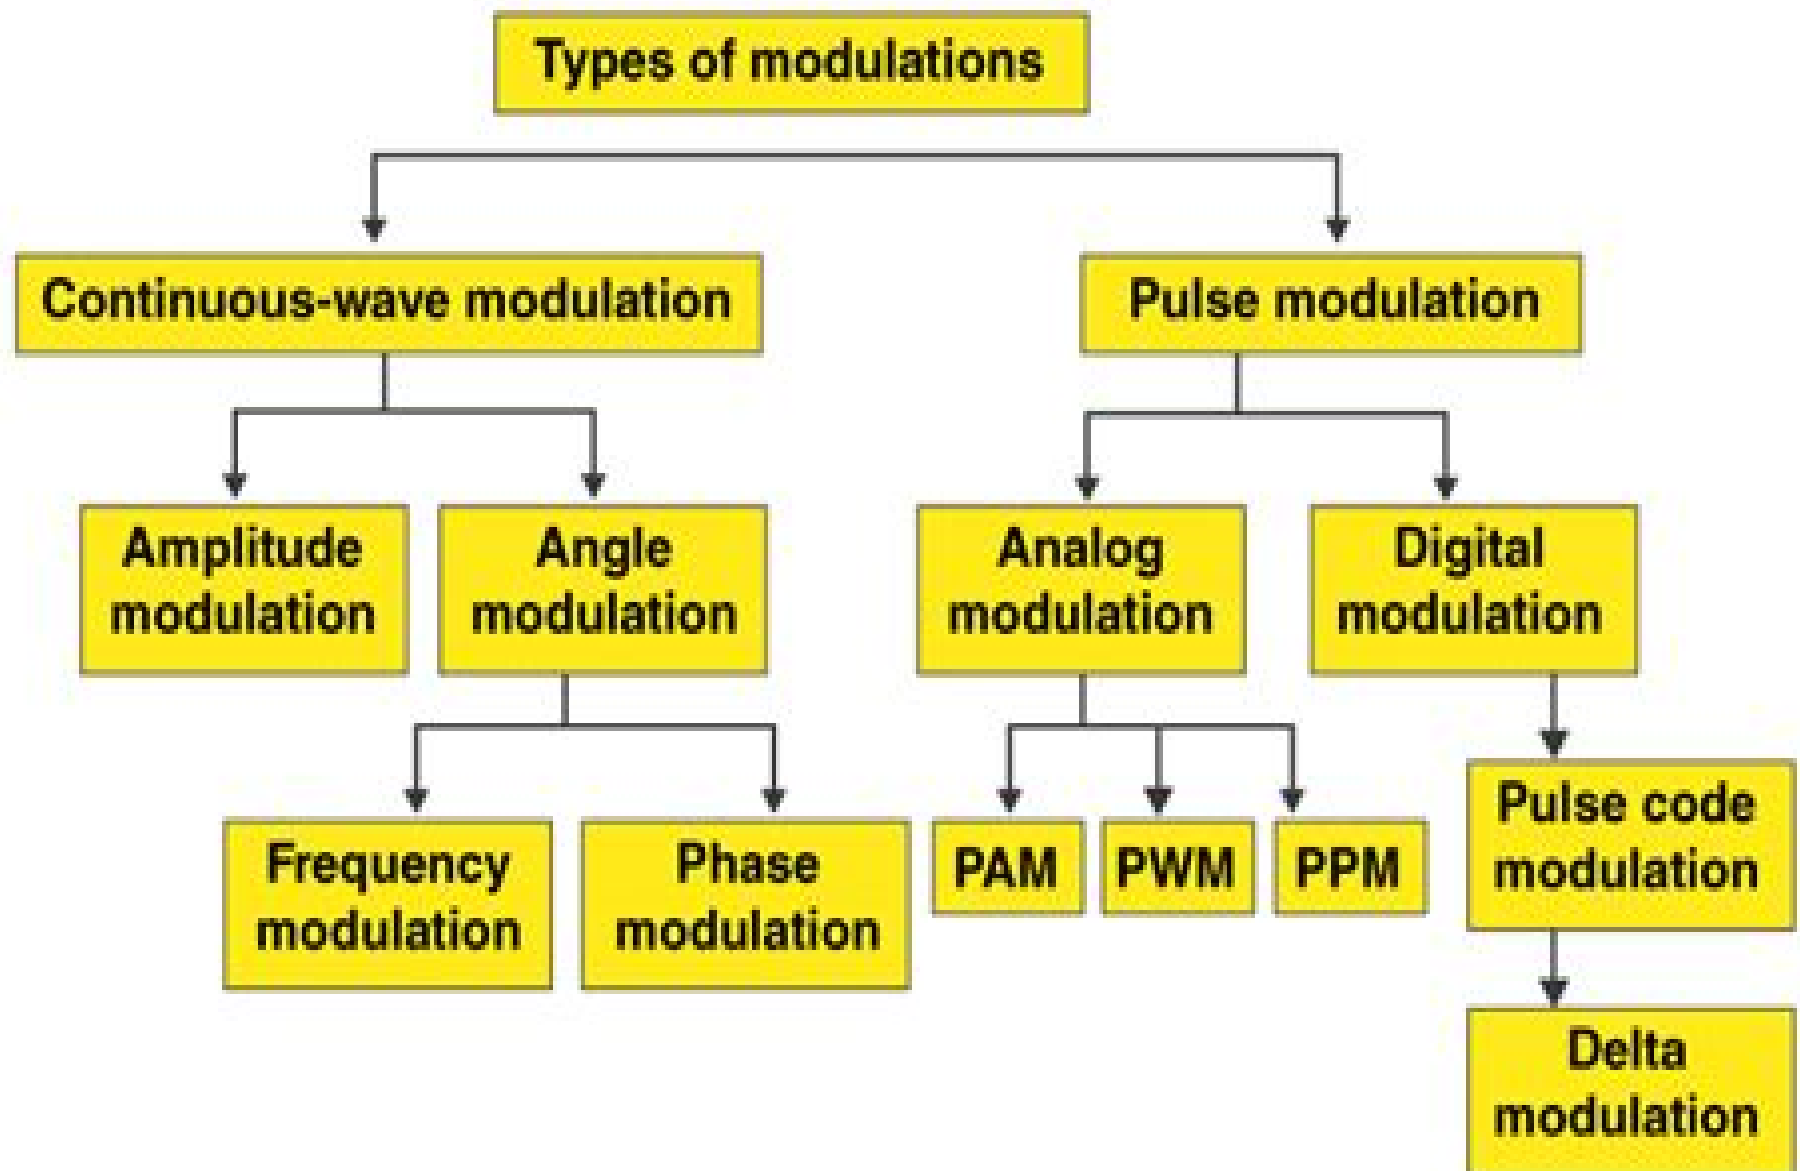 Types of modulations
Continuous-wave modulation
Pulse modulation
Amplitude
modulation
Angle
modulation
Analog
modulation
Digital
modulation
Frequency
modulation
Phase
modulation
PAM
PWM
PPM
Pulse code
modulation
Delta
modulation